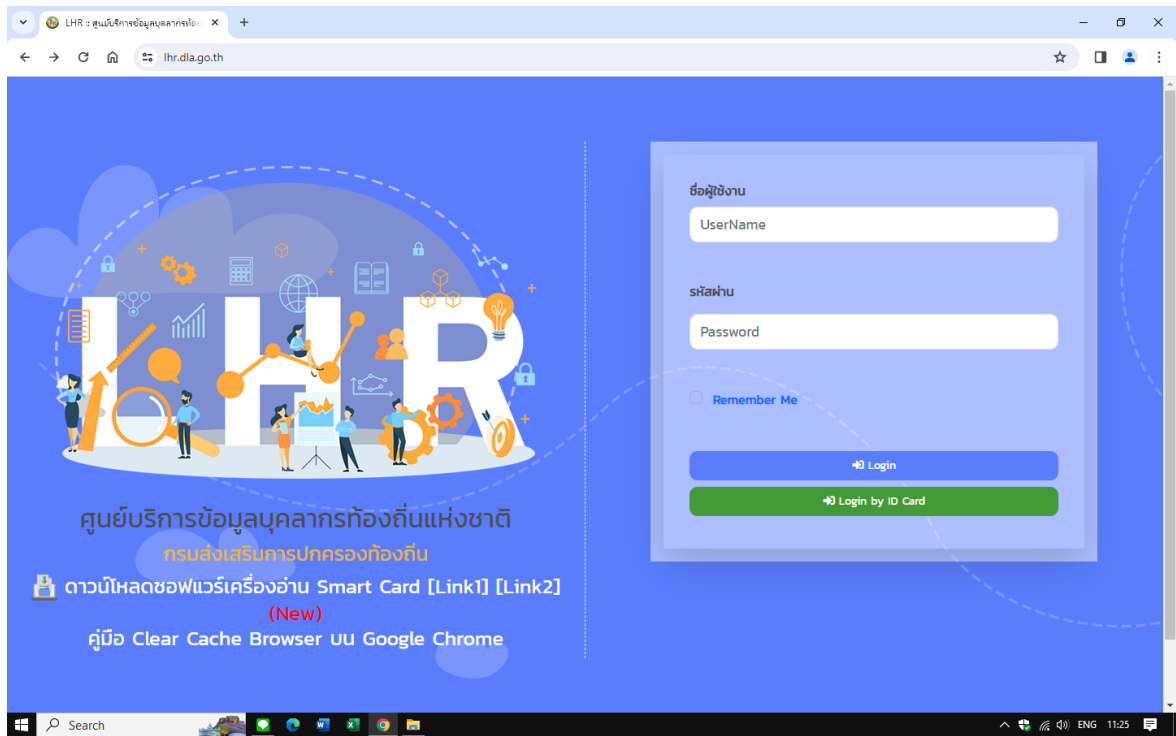 LHR :: ศูนย์บริการข้อมูลบุคลากรท้อง
lhr.dla.go.th
LHR
ศูนย์บริการข้อมูลบุคลากรท้องถิ่นแห่งชาติ
กรมส่งเสริมการปกครองท้องถิ่น
ดาวน์โหลดซอฟแวร์เครื่องอ่าน Smart Card [Link1] [Link2]
(New)
คู่มือ Clear Cache Browser บน Google Chrome
ชื่อผู้ใช้งาน
UserName
รหัสผ่าน
Password
Remember Me
Login
Login by ID Card
Search
ENG 11:25